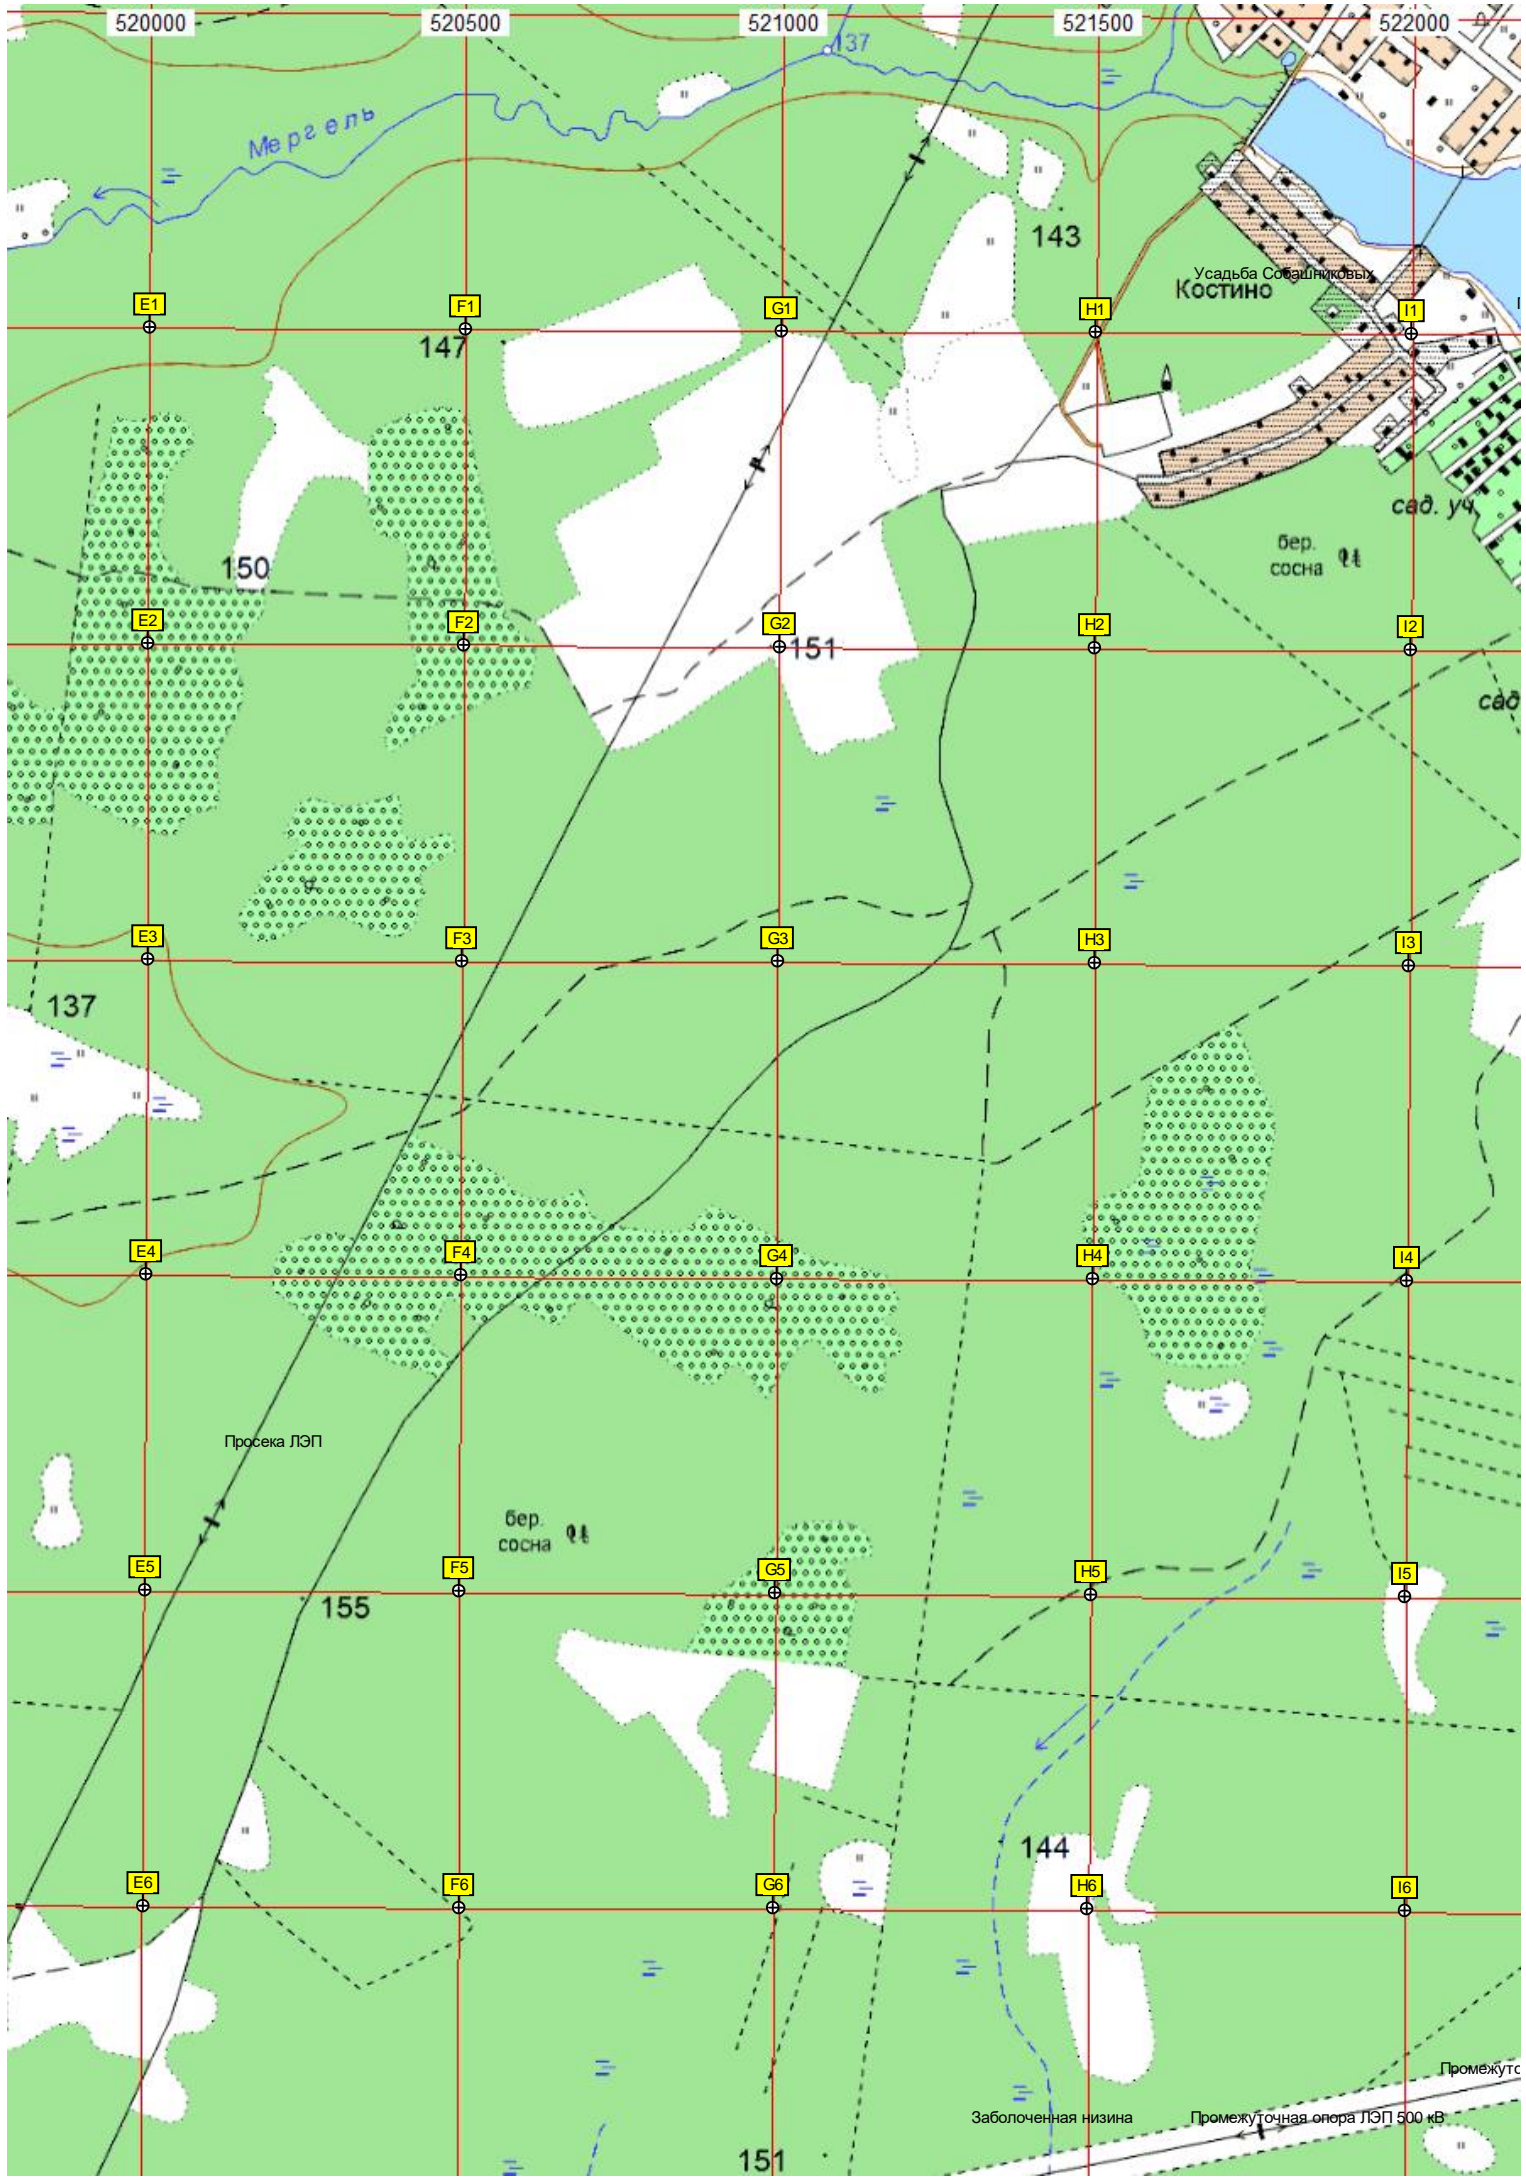 520000 520500 521000 521500 522000
137
Мергель
143
Усадьба Собашниковых
Костино
E1 F1 G1 H1 I1
147
сад. уч
бер.
сосна
150
E2 F2 G2 H2 I2
151
сад
E3 F3 G3 H3 I3
137
E4 F4 G4 H4 I4
Просека ЛЭП
бер.
сосна
E5 F5 G5 H5 I5
155
144
E6 F6 G6 H6 I6
Промежуто
Заболоченная низина Промежуточная опора ЛЭП 500 кВ
151